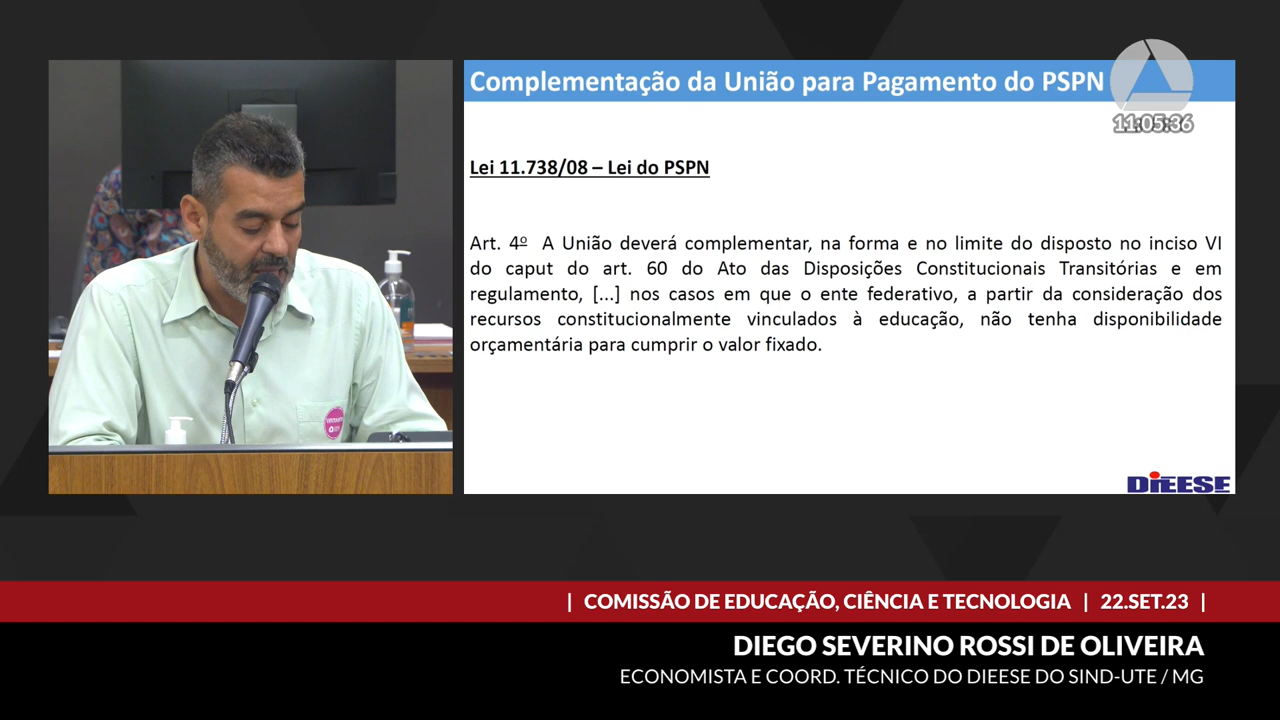 Complementação da União para Pagamento do PSPN
11:05:36
Lei 11.738/08 – Lei do PSPN
Art. 4º A União deverá complementar, na forma e no limite do disposto no inciso VI
do caput do art. 60 do Ato das Disposições Constitucionais Transitórias e em
regulamento, [...] nos casos em que o ente federativo, a partir da consideração dos
recursos constitucionalmente vinculados à educação, não tenha disponibilidade
orçamentária para cumprir o valor fixado.
DIEESE
| COMISSÃO DE EDUCAÇÃO, CIÊNCIA E TECNOLOGIA | 22.SET.23 |
DIEGO SEVERINO ROSSI DE OLIVEIRA
ECONOMISTA E COORD. TÉCNICO DO DIEESE DO SIND-UTE / MG